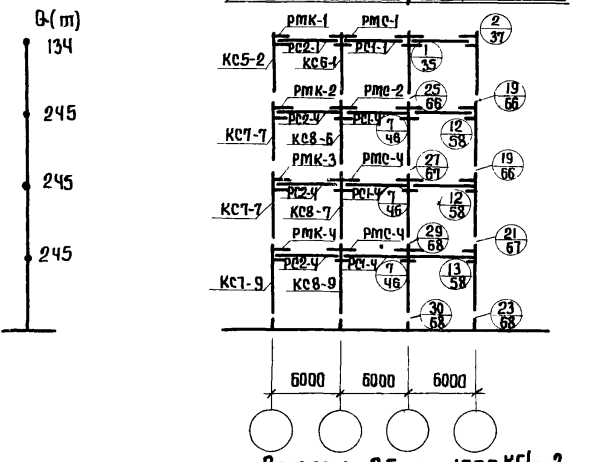 Q(т)
134
245
245
245
РМК-1 РМС-1 2/37
КС5-2 РС2-1 КС6-1 РС1-1 1/35
РМК-2 РМС-2 25/66 19/66
КС7-7 РС2-4 КС8-6 РС1-4 7/46 12/58
РМК-3 РМС-4 27/67 19/66
КС7-7 РС2-4 КС8-7 РС1-4 7/46 12/58
РМК-4 РМС-4 29/68 21/67
КС7-9 РС2-4 КС8-9 РС1-4 7/46 13/58
30/68 23/68
6000 6000 6000